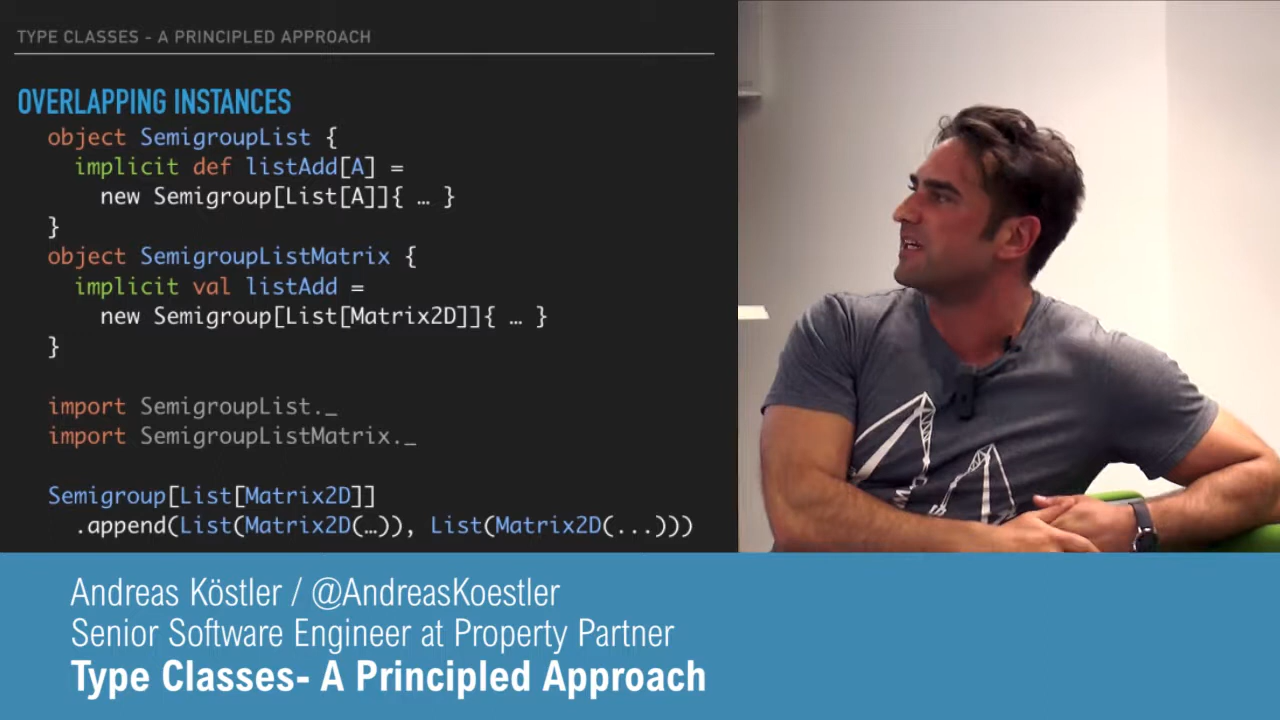 TYPE CLASSES - A PRINCIPLED APPROACH
OVERLAPPING INSTANCES
object SemigroupList {
implicit def listAdd[A] =
new Semigroup[List[A]]{ … }
}
object SemigroupListMatrix {
implicit val listAdd =
new Semigroup[List[Matrix2D]]{ … }
}
import SemigroupList._
import SemigroupListMatrix._
Semigroup[List[Matrix2D]]
.append(List(Matrix2D(…)), List(Matrix2D(...)))
Andreas Köstler / @AndreasKoestler
Senior Software Engineer at Property Partner
Type Classes- A Principled Approach